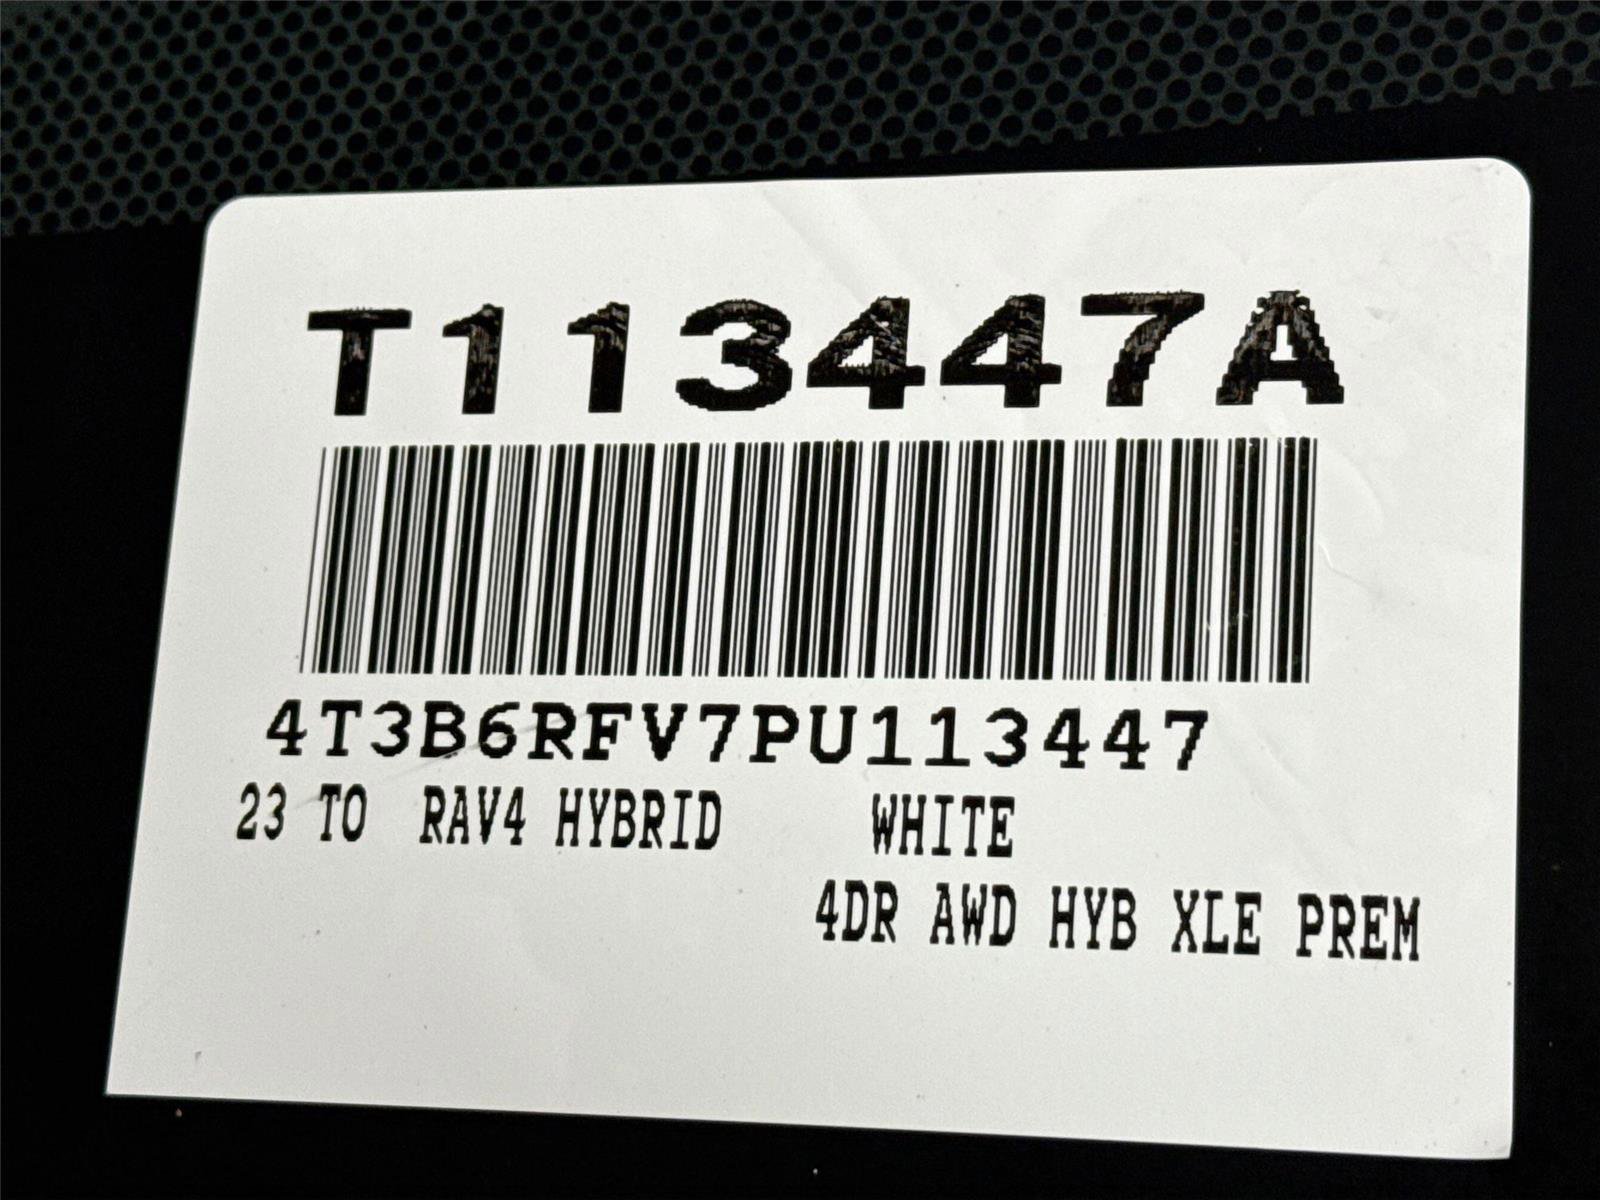 T113447A
4T3B6RFV7PU113447
23 TO RAV4 HYBRID WHITE
4DR AWD HYB XLE PREM